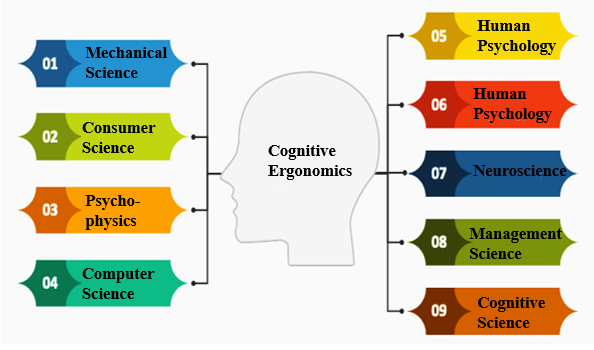 01
Mechanical
Science
02
Consumer
Science
03
Psycho-
physics
04
Computer
Science
Cognitive
Ergonomics
05
Human
Psychology
06
Human
Psychology
07
Neuroscience
08
Management
Science
09
Cognitive
Science